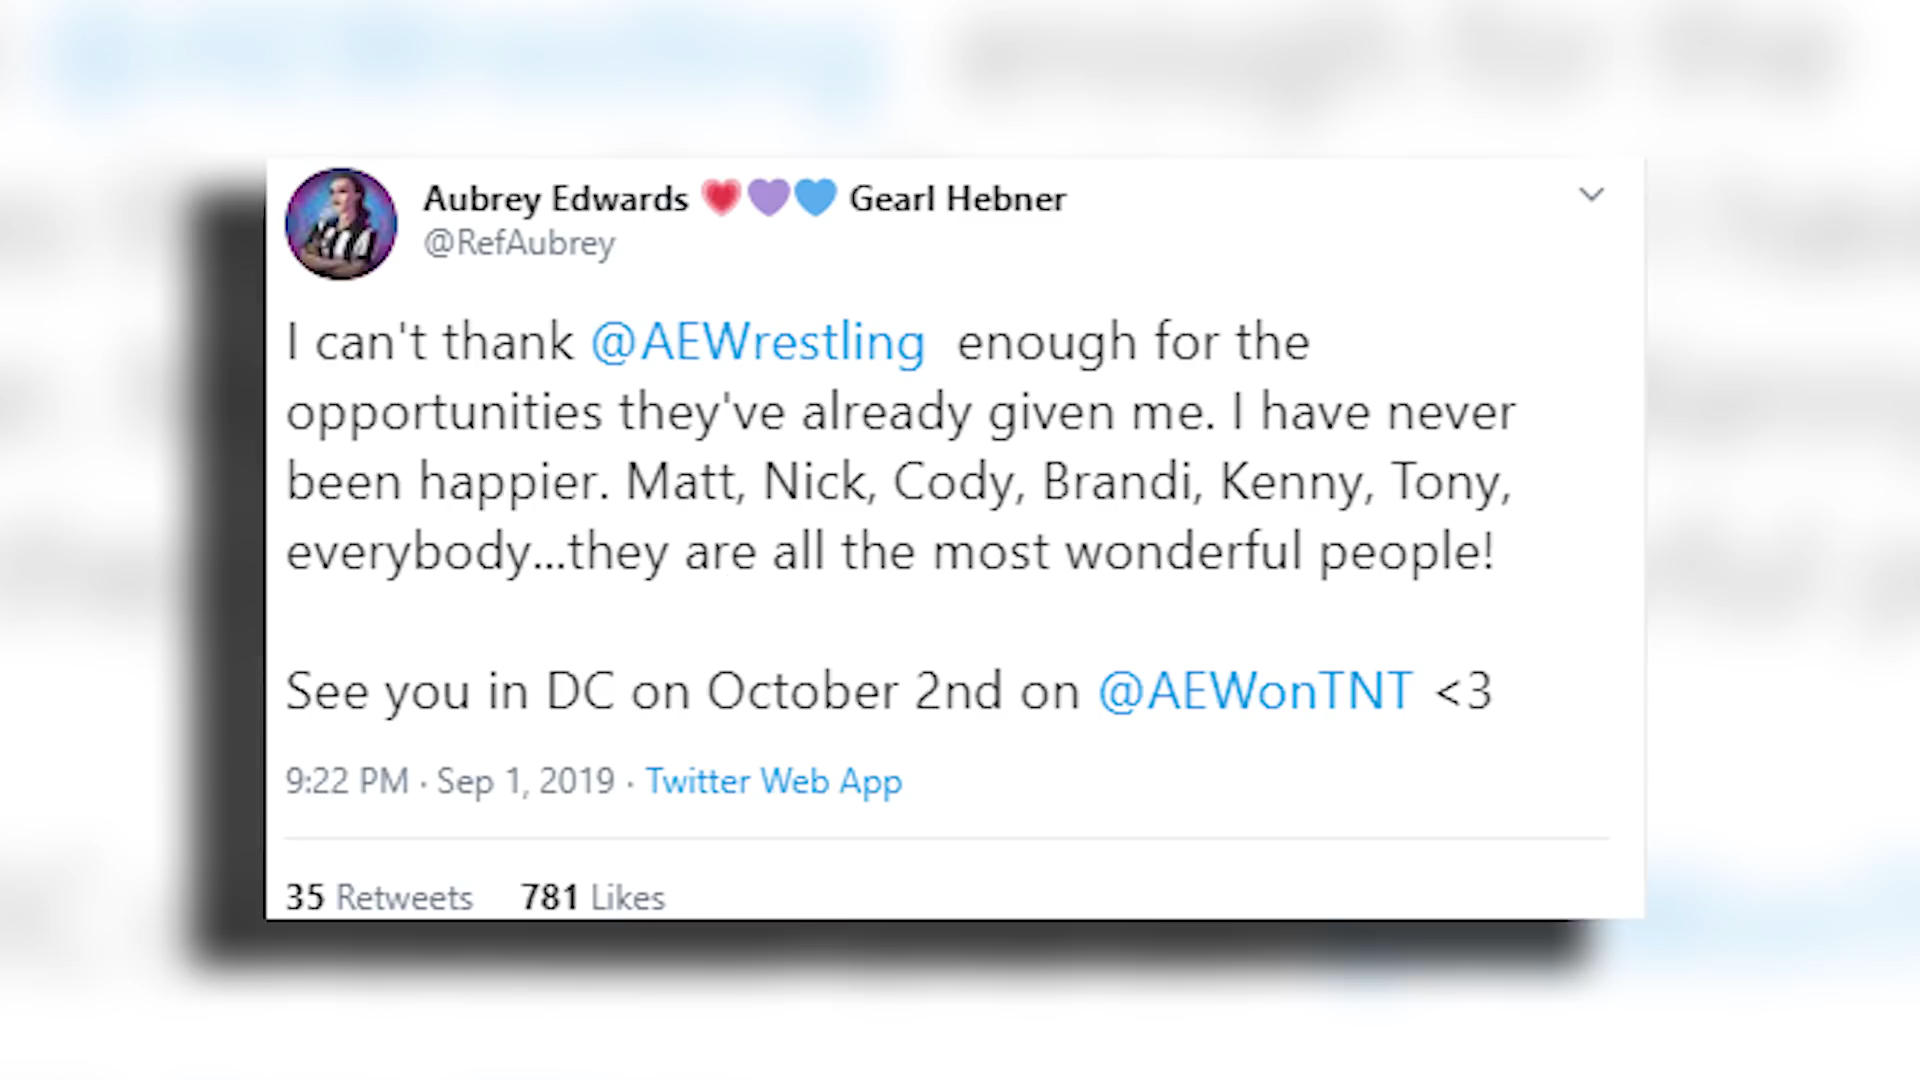 Aubrey Edwards 💗💜💙 Gearl Hebner
@RefAubrey
I can't thank @AEWrestling enough for the
opportunities they've already given me. I have never
been happier. Matt, Nick, Cody, Brandi, Kenny, Tony,
everybody...they are all the most wonderful people!
See you in DC on October 2nd on @AEWonTNT <3
9:22 PM · Sep 1, 2019 · Twitter Web App
35 Retweets 781 Likes